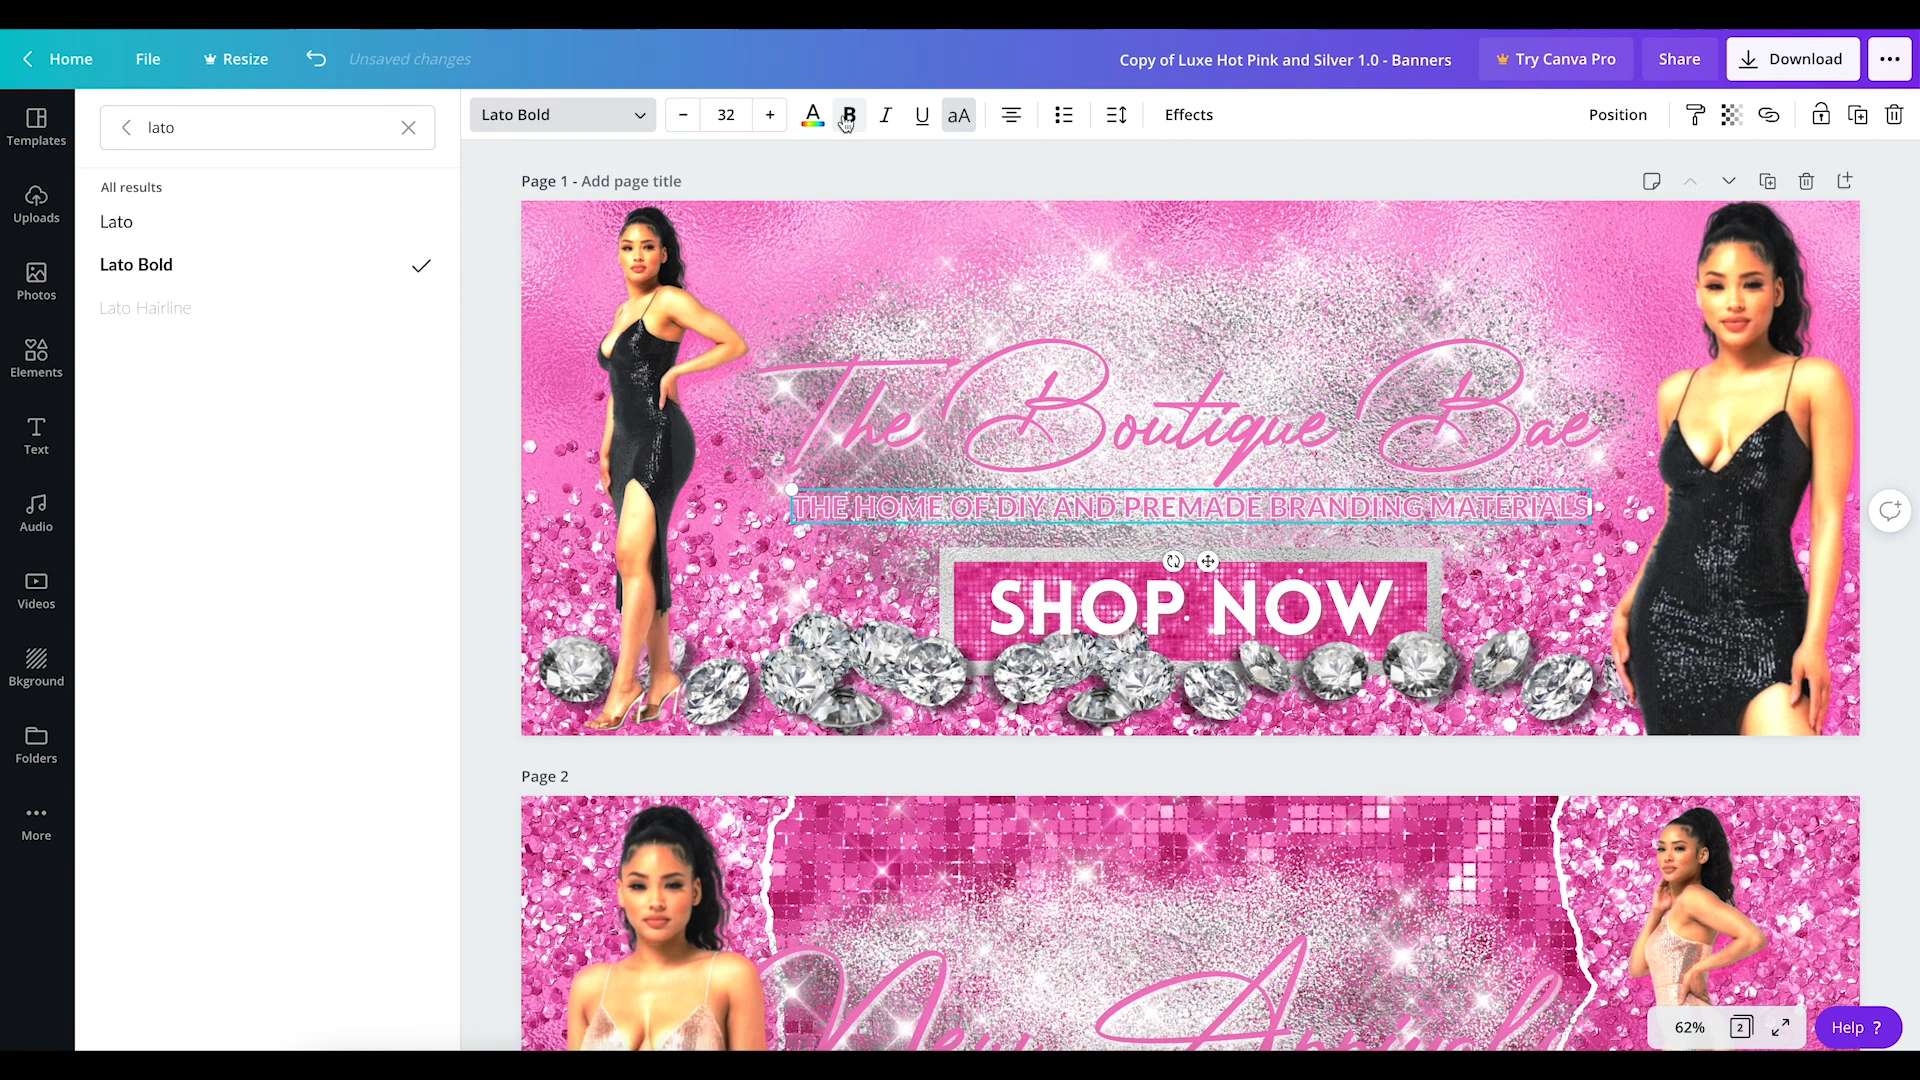 Home
File
Resize
Unsaved changes
Copy of Luxe Hot Pink and Silver 1.0 - Banners
Try Canva Pro
Share
Download
Templates
Uploads
Photos
Elements
Text
Audio
Videos
Bkground
Folders
More
lato
All results
Lato
Lato Bold
Lato Hairline
Lato Bold
32
A
B
I
U
aA
Effects
Position
Page 1 - Add page title
The Boutique Bae
THE HOME OF DIY AND PREMADE BRANDING MATERIALS
SHOP NOW
Page 2
New Arrivals
62%
2
Help ?